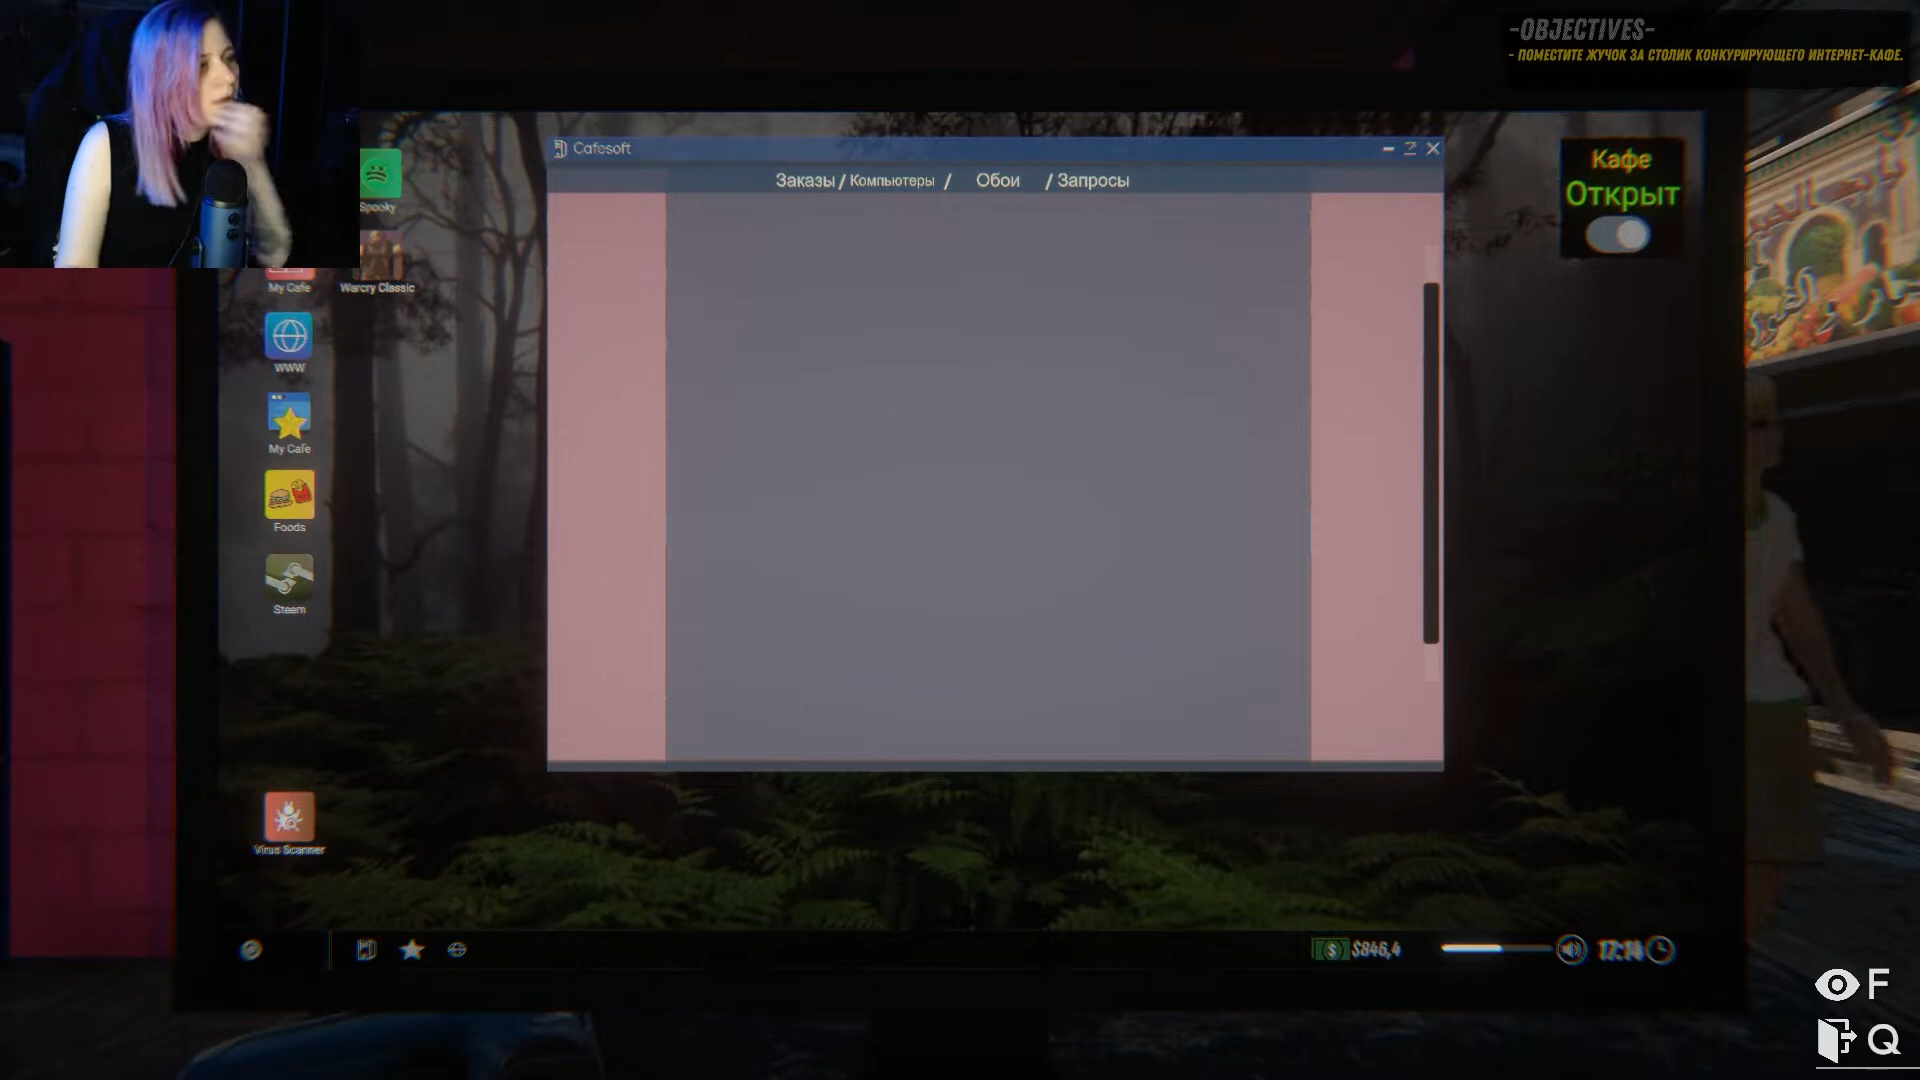 -OBJECTIVES-
- ПОМЕСТИТЕ ЖУЧОК ЗА СТОЛИК КОНКУРИРУЮЩЕГО ИНТЕРНЕТ-КАФЕ.
Cafesoft
Заказы / Компьютеры / Обои / Запросы
Кафе
Открыт
Spooky
My Cafe
Warcry Classic
WWW
My Cafe
Foods
Steem
Virus Scanner
$846,4
F
Q